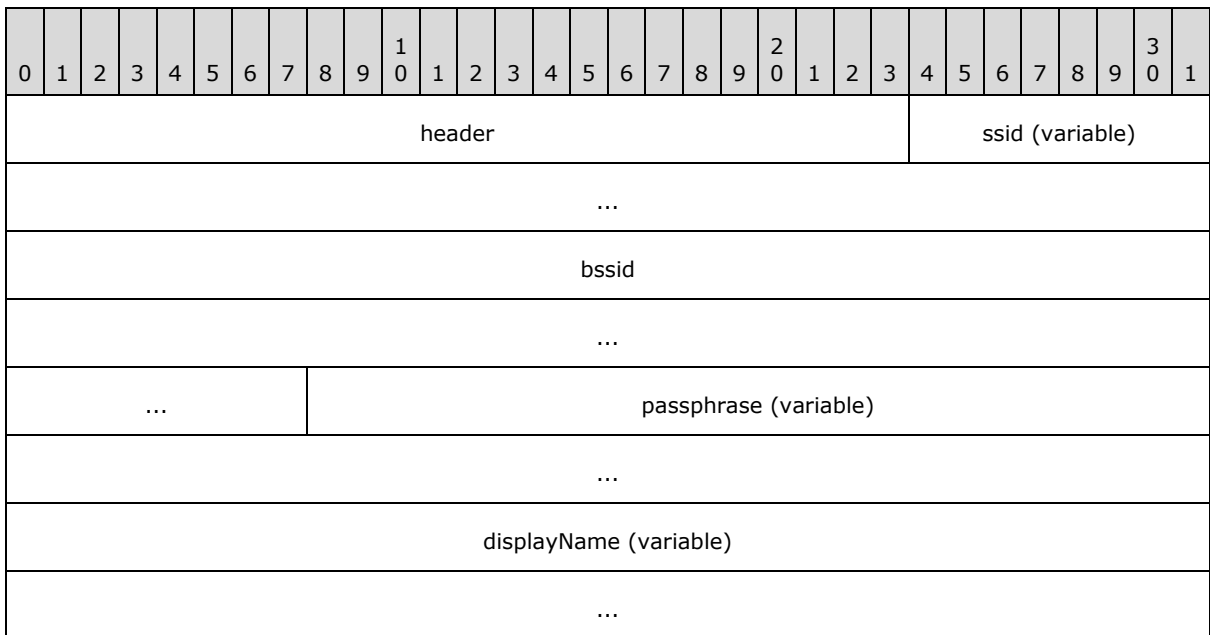 0 1 2 3 4 5 6 7 8 9 1 0 1 2 3 4 5 6 7 8 9 2 0 1 2 3 4 5 6 7 8 9 3 0 1
header ssid (variable)
...
bssid
...
... passphrase (variable)
...
displayName (variable)
...